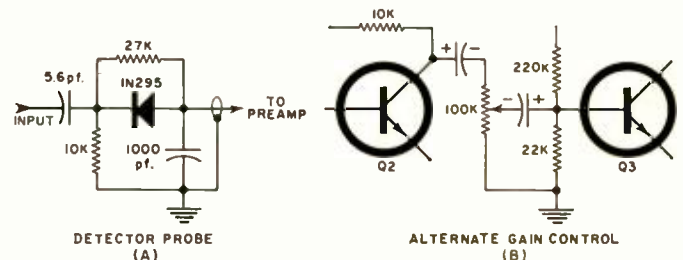 27K
5.6pf.
1N295
INPUT
TO
PREAMP
10K
1000
pf.
DETECTOR PROBE
(A)
10K
+ -
220K
100K
- +
Q2
22K
Q3
ALTERNATE GAIN CONTROL
(B)